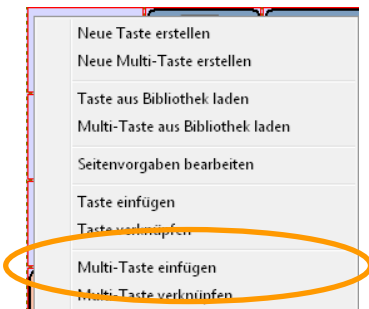 Neue Taste erstellen
Neue Multi-Taste erstellen
Taste aus Bibliothek laden
Multi-Taste aus Bibliothek laden
Seitenvorgaben bearbeiten
Taste einfügen
Taste verknüpfen
Multi-Taste einfügen
Multi-Taste verknüpfen